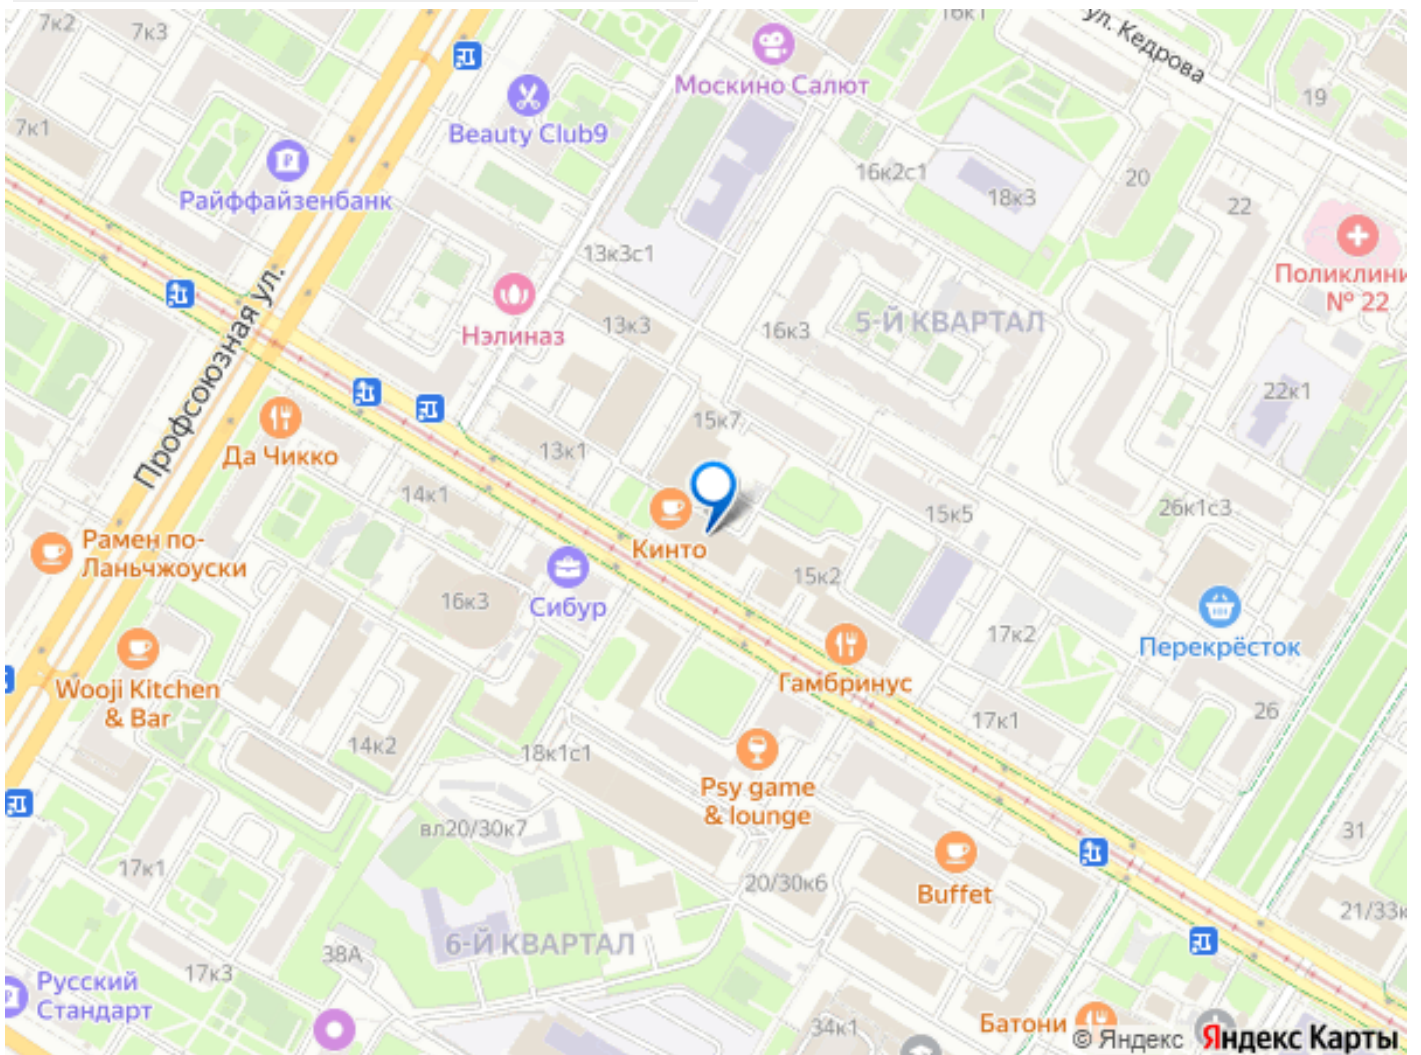 7к2
7к3
16к1
ул. Кедрова
Москино Салют
19
7к1
Beauty Club9
Райффайзенбанк
16к2с1
18к3
20
22
13к3с1
Поликлини
№ 22
Профсоюзная ул.
Нэлиназ
13к3
16к3
5-Й КВАРТАЛ
22к1
15к7
Да Чикко
13к1
14к1
Кинто
15к5
26к1с3
Рамен по-
Ланьчжоуски
16к3
Сибур
15к2
17к2
Перекрёсток
Wooji Kitchen
& Bar
Гамбринус
26
17к1
14к2
18к1с1
Psy game
& lounge
вл20/30к7
31
17к1
20/30к6
Buffet
21/33к
6-Й КВАРТАЛ
38А
17к3
Русский
Стандарт
34к1
Батони
© Яндекс Яндекс Карты